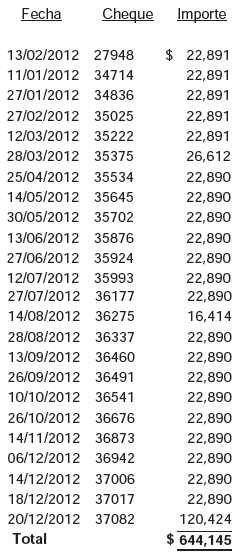 Fecha Cheque Importe
13/02/2012 27948 $ 22,891
11/01/2012 34714 22,891
27/01/2012 34836 22,891
27/02/2012 35025 22,891
12/03/2012 35222 22,891
28/03/2012 35375 26,612
25/04/2012 35534 22,890
14/05/2012 35645 22,890
30/05/2012 35702 22,890
13/06/2012 35876 22,890
27/06/2012 35924 22,890
12/07/2012 35993 22,890
27/07/2012 36177 22,890
14/08/2012 36275 16,414
28/08/2012 36337 22,890
13/09/2012 36460 22,890
26/09/2012 36491 22,890
10/10/2012 36541 22,890
26/10/2012 36676 22,890
14/11/2012 36873 22,890
06/12/2012 36942 22,890
14/12/2012 37006 22,890
18/12/2012 37017 22,890
20/12/2012 37082 120,424
Total $ 644,145